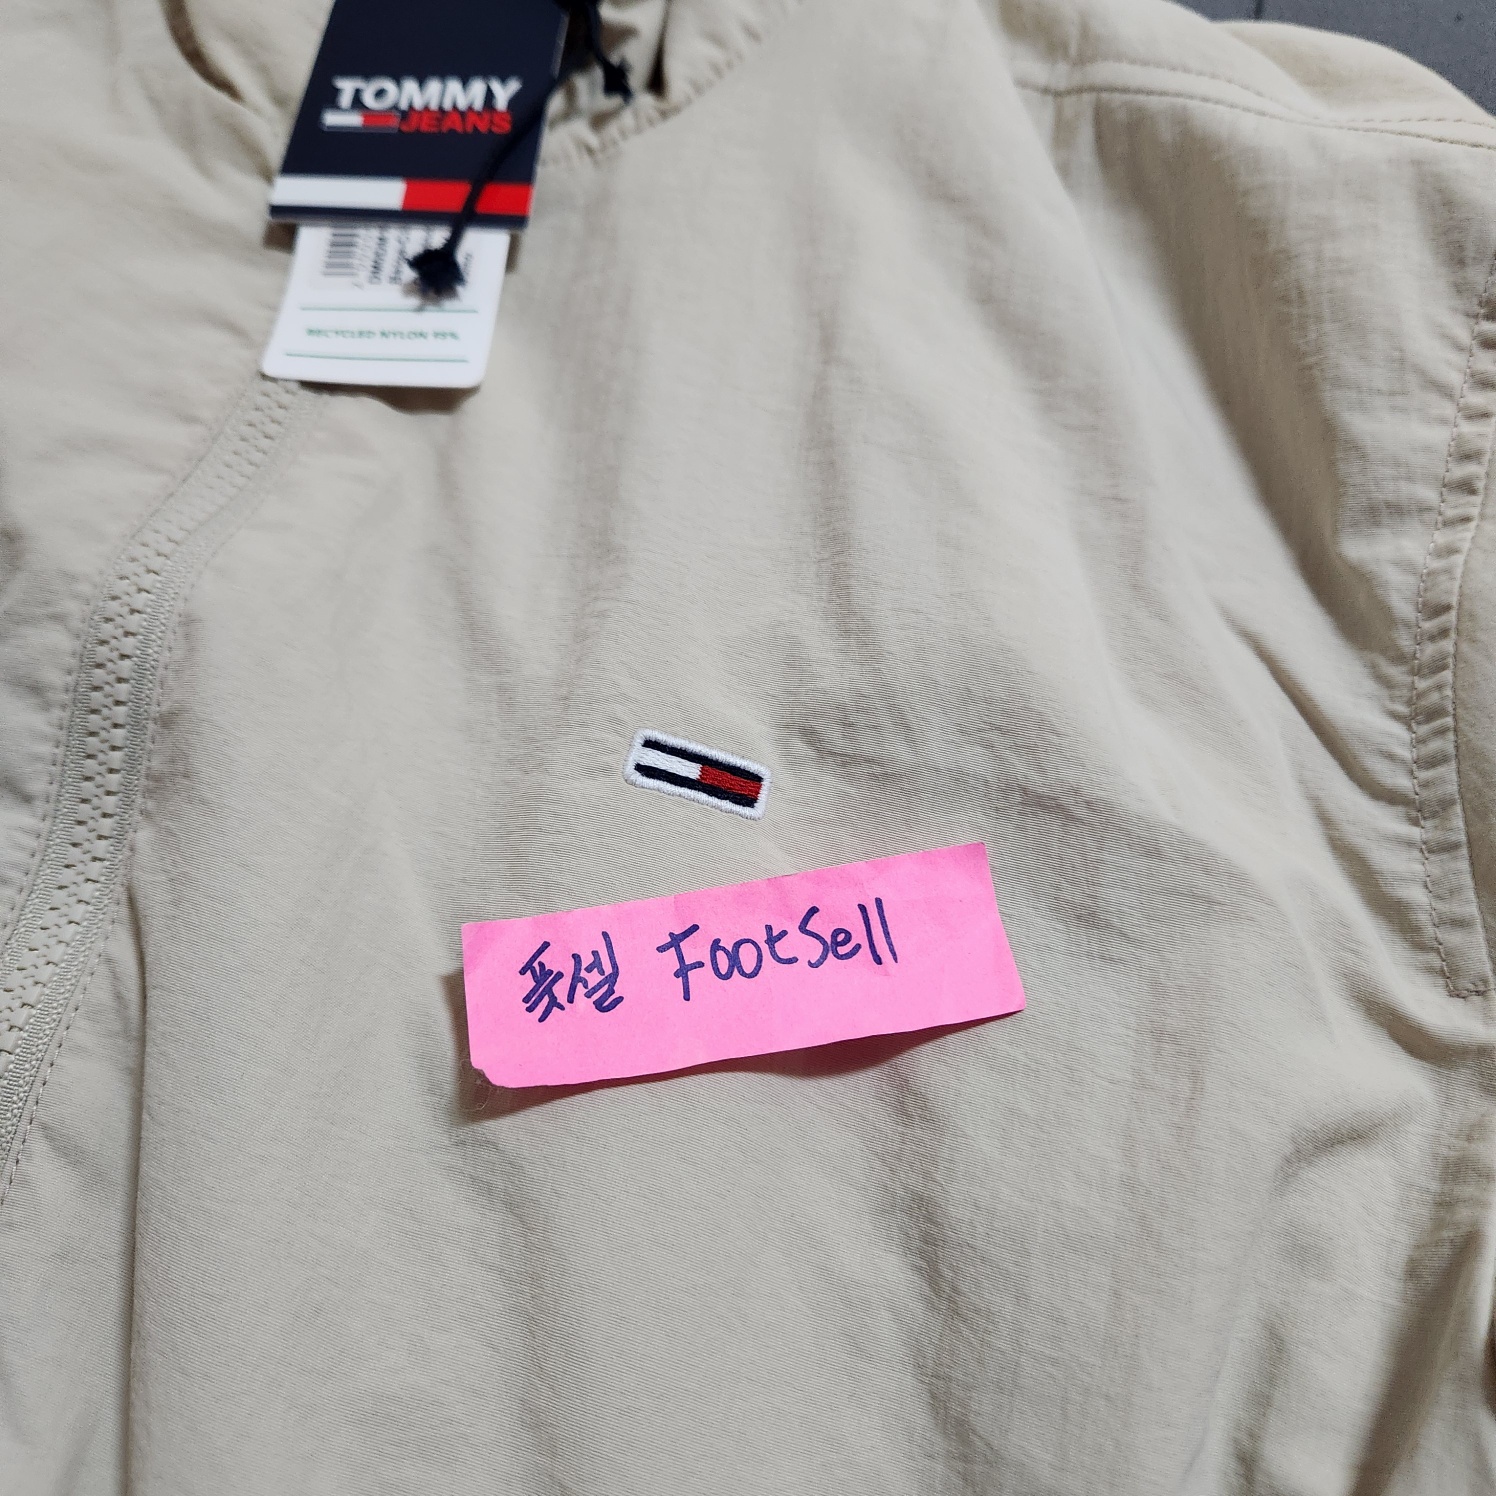 TOMMY
JEANS
RECYCLED NYLON 95%
풋셀 FootSell